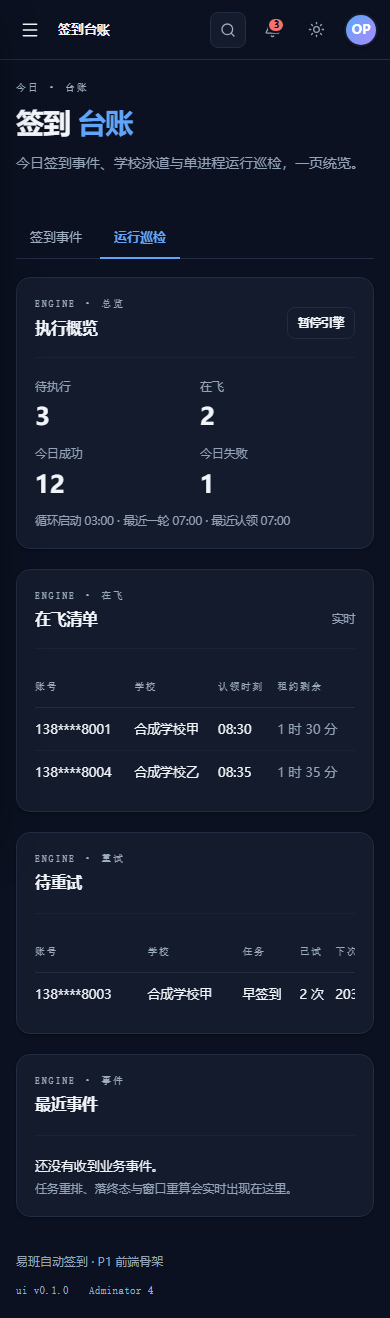 签到台账
3
OP
今日 · 台账
签到 台账
今日签到事件、学校泳道与单进程运行巡检，一页统览。
签到事件 运行巡检
ENGINE · 总览
执行概览
暂停引擎
待执行 在飞
3 2
今日成功 今日失败
12 1
循环启动 03:00 · 最近一轮 07:00 · 最近认领 07:00
ENGINE · 在飞
在飞清单
实时
账号 学校 认领时刻 租约剩余
138****8001 合成学校甲 08:30 1 时 30 分
138****8004 合成学校乙 08:35 1 时 35 分
ENGINE · 重试
待重试
账号 学校 任务 已试 下次
138****8003 合成学校甲 早签到 2 次 203
ENGINE · 事件
最近事件
还没有收到业务事件。
任务重排、落终态与窗口重算会实时出现在这里。
易班自动签到 · P1 前端骨架
ui v0.1.0 Adminator 4